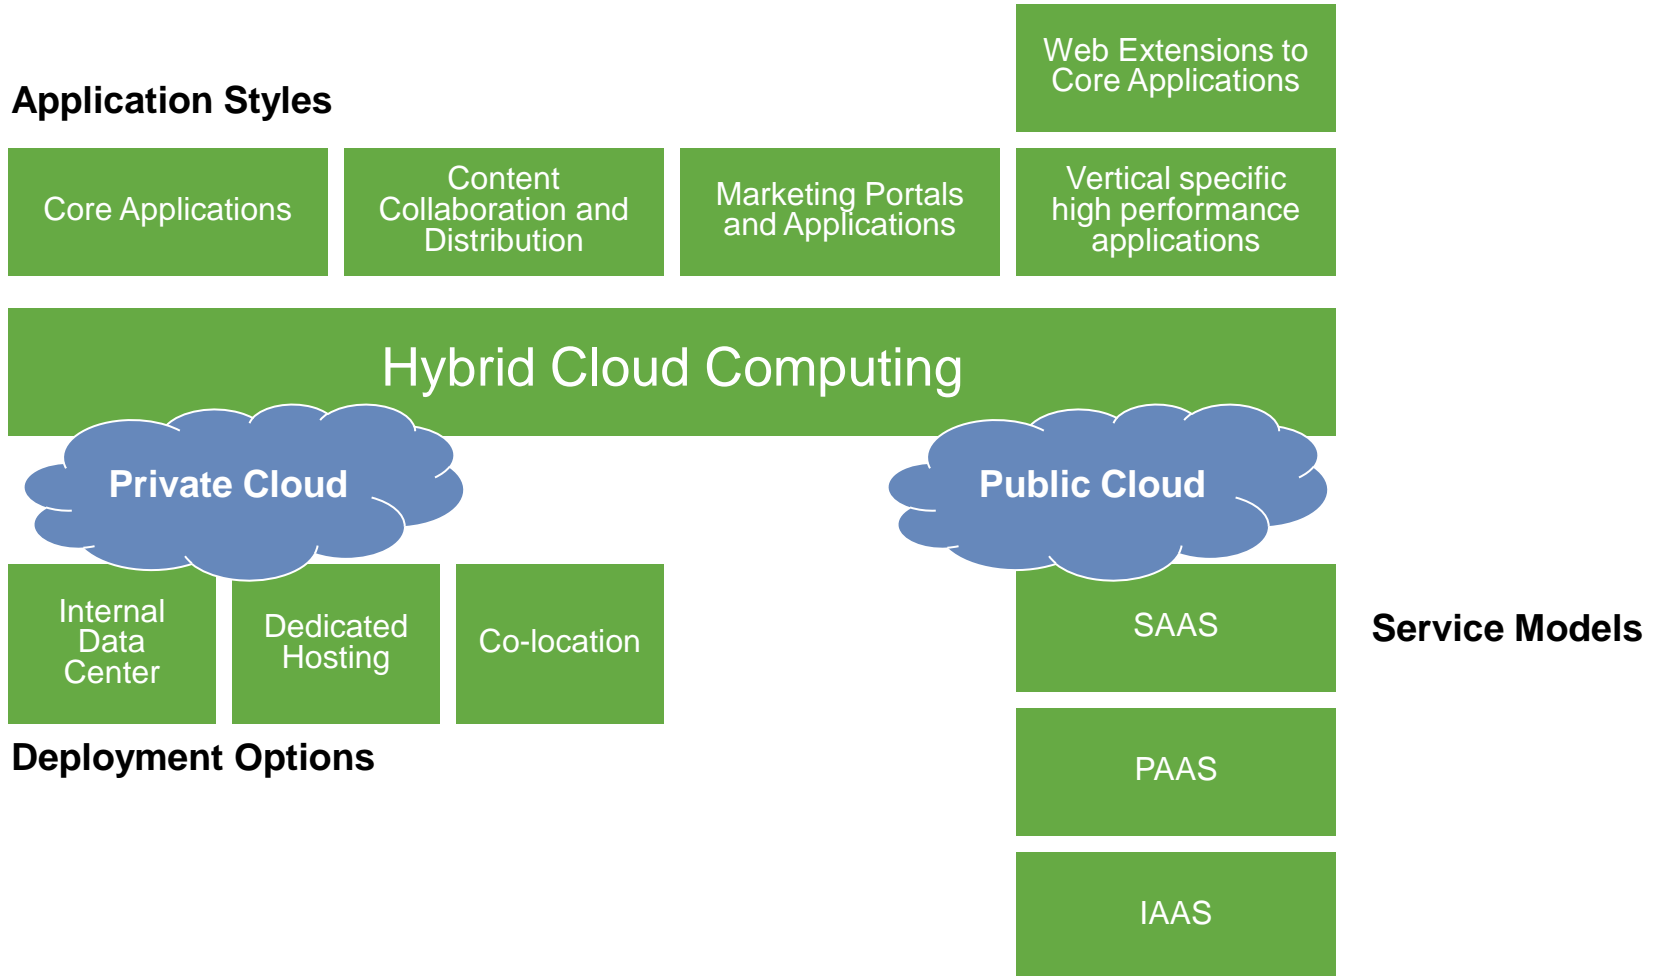 Web Extensions to
Core Applications
Application Styles
Core Applications
Content
Collaboration and
Distribution
Marketing Portals
and Applications
Vertical specific
high performance
applications
Hybrid Cloud Computing
Private Cloud
Public Cloud
Internal
Data
Center
Dedicated
Hosting
Co-location
SAAS
Service Models
Deployment Options
PAAS
IAAS